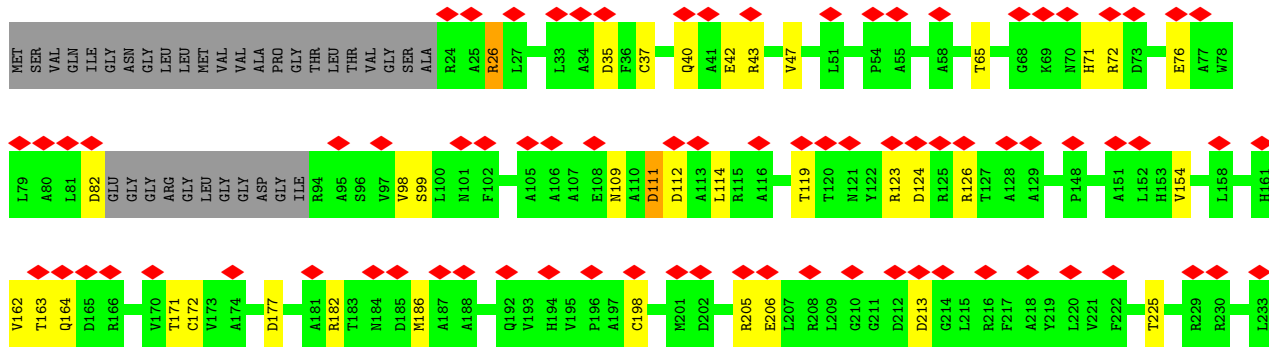 MET SER VAL GLN ILE GLY ASN GLY LEU LEU MET VAL VAL ALA PRO GLY THR LEU THR VAL GLY SER ALA R24 A25 R26 L27 L33 A34 D35 F36 C37 Q40 A41 E42 R43 V47 L51 P54 A55 A58 T65 G68 K69 N70 H71 R72 D73 E76 A77 W78
L79 A80 L81 D82 GLU GLY GLY ARG GLY LEU GLY GLY ASP GLY ILE R94 A95 S96 V97 V98 S99 L100 N101 F102 A105 A106 A107 E108 N109 A110 D111 D112 A113 L114 R115 A116 T119 T120 N121 Y122 R123 D124 R125 R126 T127 A128 A129 P148 A151 L152 H153 V154 L158 H161
V162 T163 Q164 D165 R166 V170 T171 C172 V173 A174 D177 A181 R182 T183 N184 D185 M186 A187 A188 Q192 V193 H194 V195 P196 A197 C198 M201 D202 R205 E206 L207 R208 L209 G210 G211 D212 D213 G214 L215 R216 F217 A218 Y219 L220 V221 F222 T225 R229 R230 L233